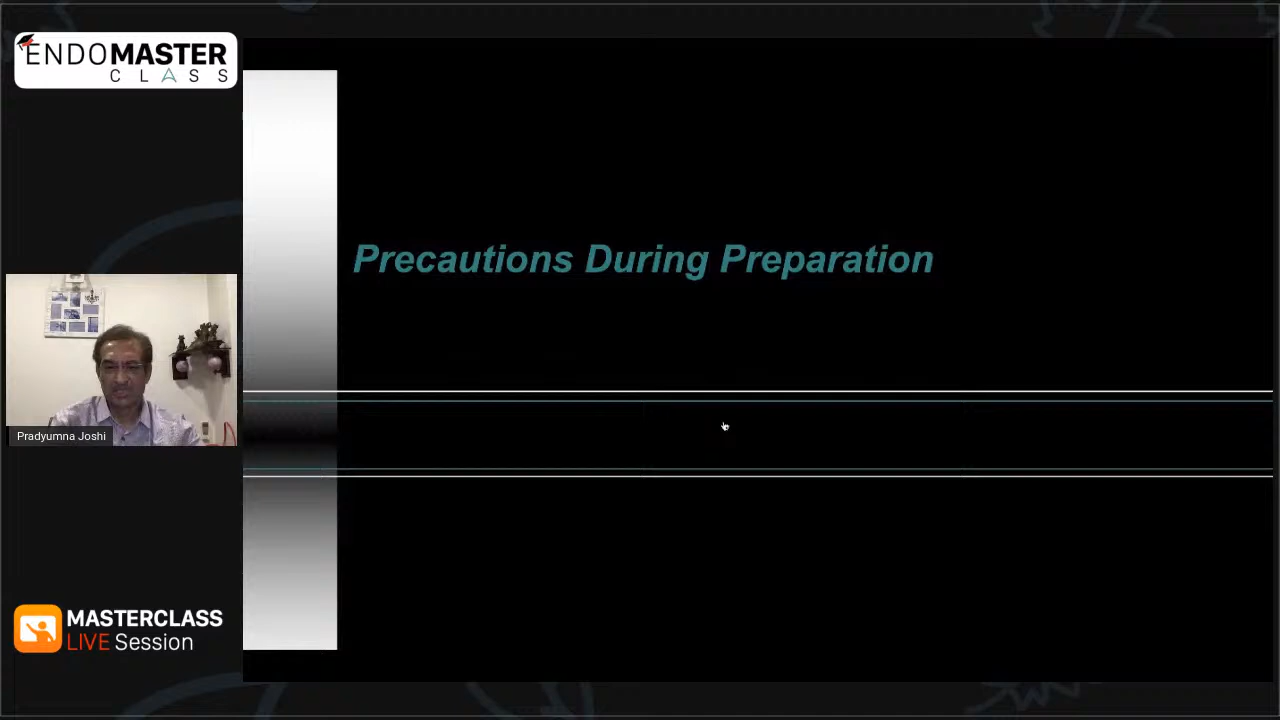 ENDOMASTER
CLASS
Precautions During Preparation
Pradyumna Joshi
MASTERCLASS
LIVE Session